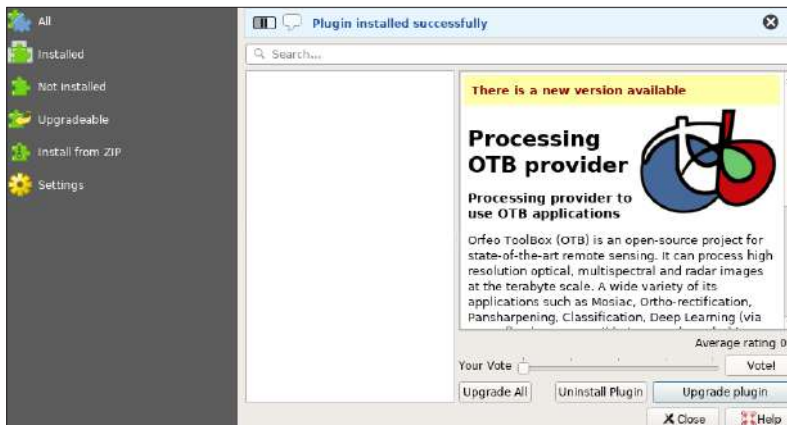 All
Installed
Not installed
Upgradeable
Install from ZIP
Settings
Plugin installed successfully
Search...
There is a new version available
Processing
OTB provider
Processing provider to
use OTB applications
Orfeo ToolBox (OTB) is an open-source project for
state-of-the-art remote sensing. It can process high
resolution optical, multispectral and radar images
at the terabyte scale. A wide variety of its
applications such as Mosiac, Ortho-rectification,
Pansharpening, Classification, Deep Learning (via
Average rating 0
Your Vote
Vote!
Upgrade All
Uninstall Plugin
Upgrade plugin
Close
Help